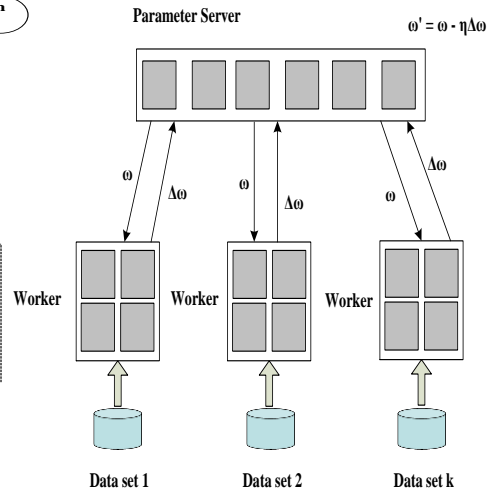 Parameter Server
ω' = ω - ηΔω
ω
Δω
ω
Δω
ω
Δω
Worker
Worker
Worker
Data set 1
Data set 2
Data set k